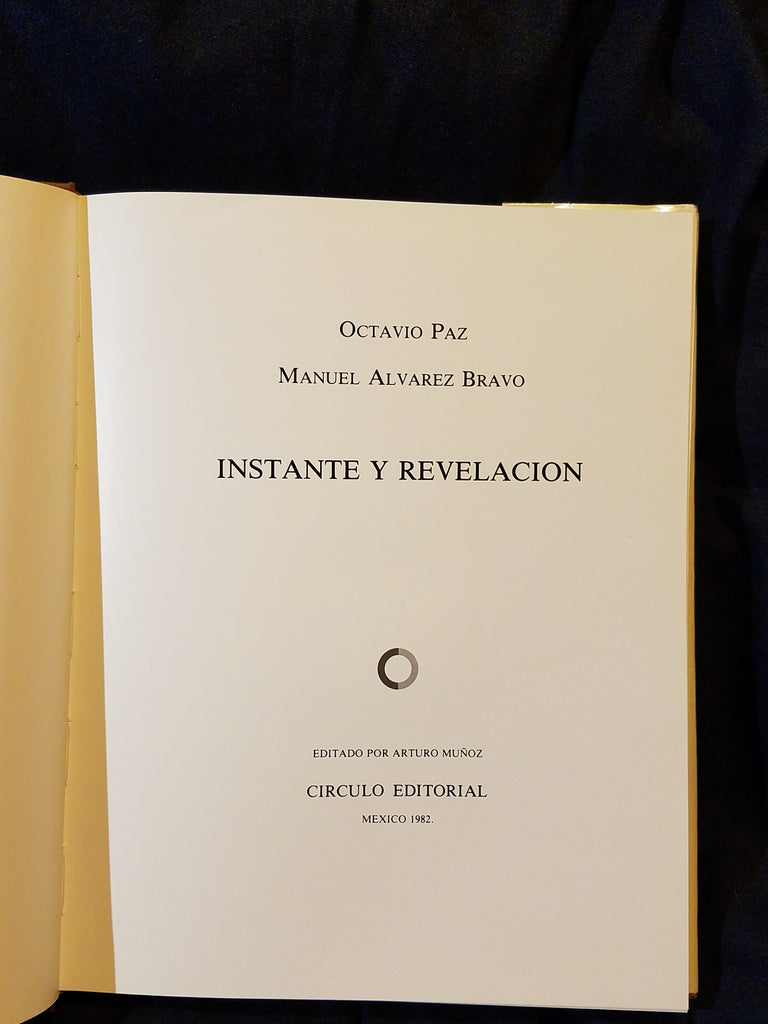 OCTAVIO PAZ
MANUEL ALVAREZ BRAVO
INSTANTE Y REVELACION
EDITADO POR ARTURO MUÑOZ
CIRCULO EDITORIAL
MEXICO 1982.